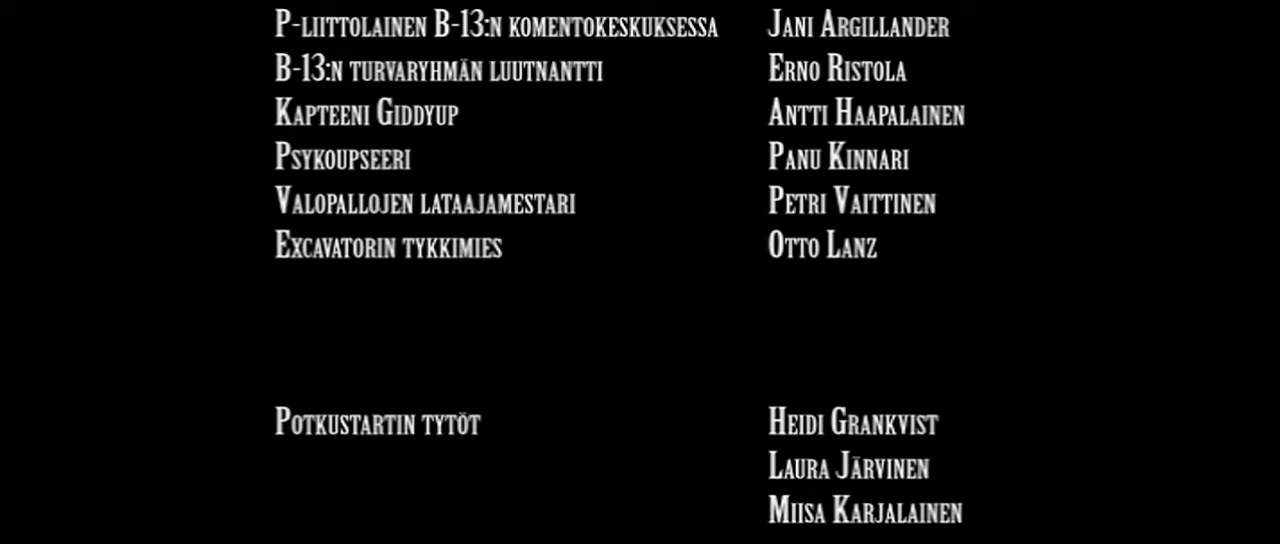 P-liittolainen B-13:n komentokeskuksessa Jani Argillander
B-13:n turvaryhmän luutnantti Erno Ristola
Kapteeni Giddyup Antti Haapalainen
Psykoupseeri Panu Kinnari
Valopallojen lataajamestari Petri Vaittinen
Excavatorin tykkimies Otto Lanz
Potkustartin tytöt Heidi Grankvist
Laura Järvinen
Miisa Karjalainen